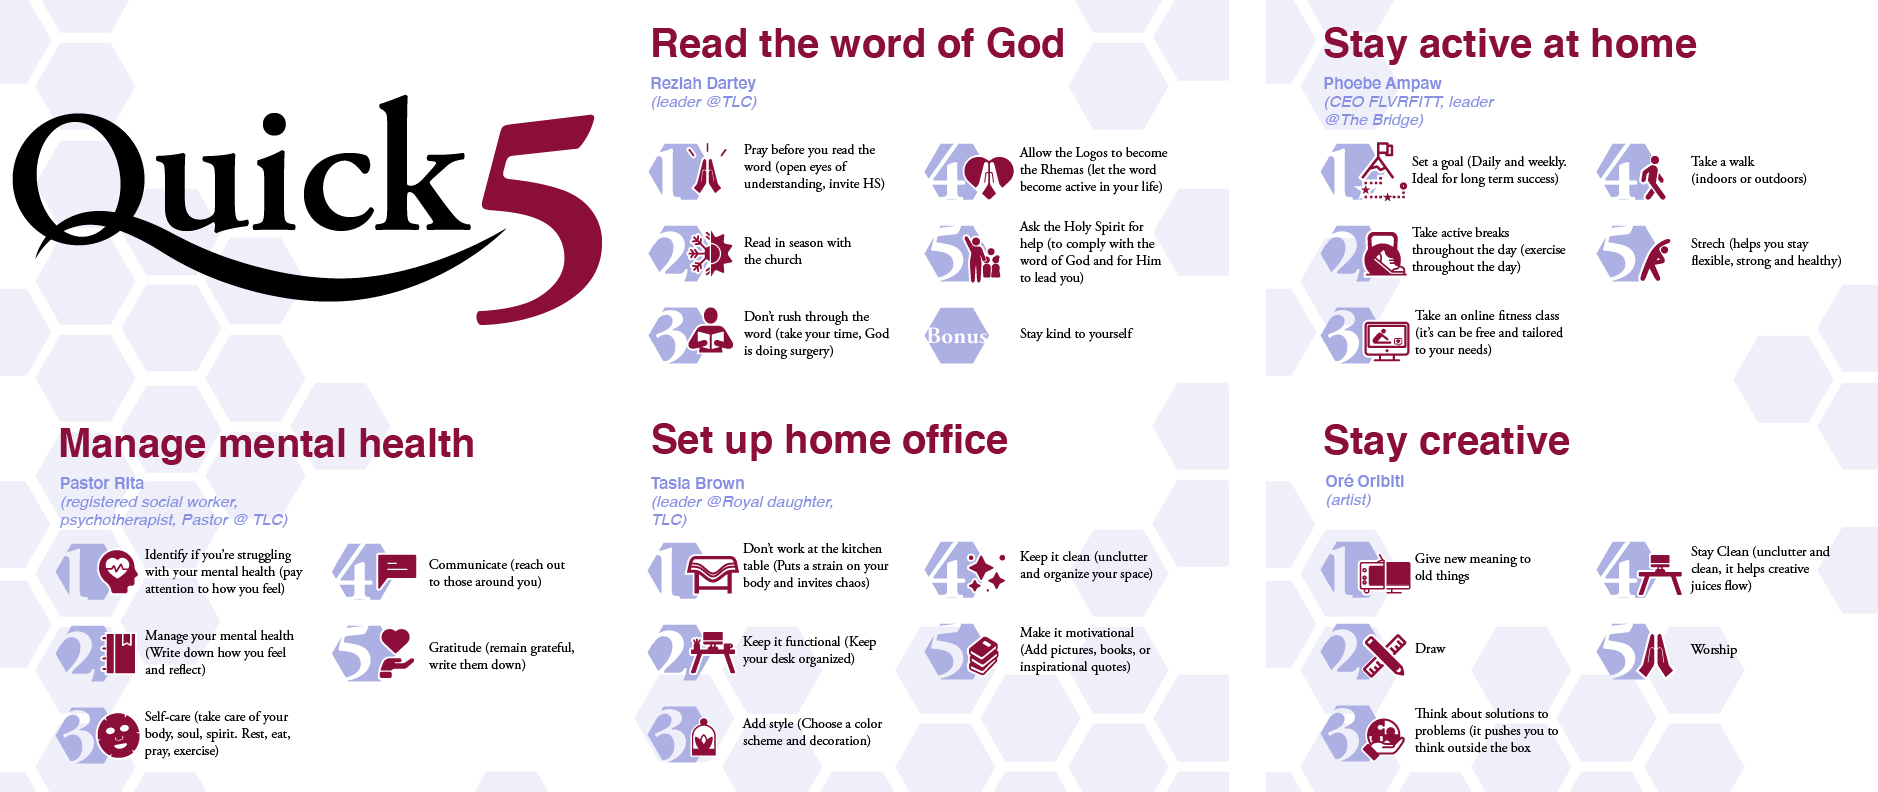 Quick5
Read the word of God
Reziah Dartey
(leader @TLC)
1
Pray before you read the
word (open eyes of
understanding, invite HS)
2
Read in season with
the church
3
Don't rush through the
word (take your time, God
is doing surgery)
4
Allow the Logos to become
the Rhemas (let the word
become active in your life)
5
Ask the Holy Spirit for
help (to comply with the
word of God and for Him
to lead you)
Bonus
Stay kind to yourself
Stay active at home
Phoebe Ampaw
(CEO FLVRFITT, leader
@The Bridge)
1
Set a goal (Daily and weekly.
Ideal for long term success)
2
Take active breaks
throughout the day (exercise
throughout the day)
3
Take an online fitness class
(it's can be free and tailored
to your needs)
4
Take a walk
(indoors or outdoors)
5
Strech (helps you stay
flexible, strong and healthy)
Manage mental health
Pastor Rita
(registered social worker,
psychotherapist, Pastor @ TLC)
1
Identify if you're struggling
with your mental health (pay
attention to how you feel)
2
Manage your mental health
(Write down how you feel
and reflect)
3
Self-care (take care of your
body, soul, spirit. Rest, eat,
pray, exercise)
4
Communicate (reach out
to those around you)
5
Gratitude (remain grateful,
write them down)
Set up home office
Tasia Brown
(leader @Royal daughter,
TLC)
1
Don't work at the kitchen
table (Puts a strain on your
body and invites chaos)
2
Keep it functional (Keep
your desk organized)
3
Add style (Choose a color
scheme and decoration)
4
Keep it clean (unclutter
and organize your space)
5
Make it motivational
(Add pictures, books, or
inspirational quotes)
Stay creative
Oré Oribiti
(artist)
1
Give new meaning to
old things
2
Draw
3
Think about solutions to
problems (it pushes you to
think outside the box
4
Stay Clean (unclutter and
clean, it helps creative
juices flow)
5
Worship